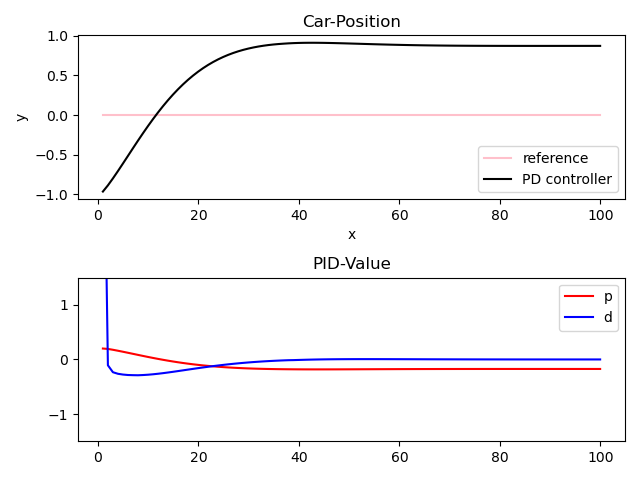 Car-Position
1.0
0.5
0.0
−0.5
−1.0
y
reference
PD controller
0 20 40 60 80 100
x
PID-Value
1
0
−1
p
d
0 20 40 60 80 100